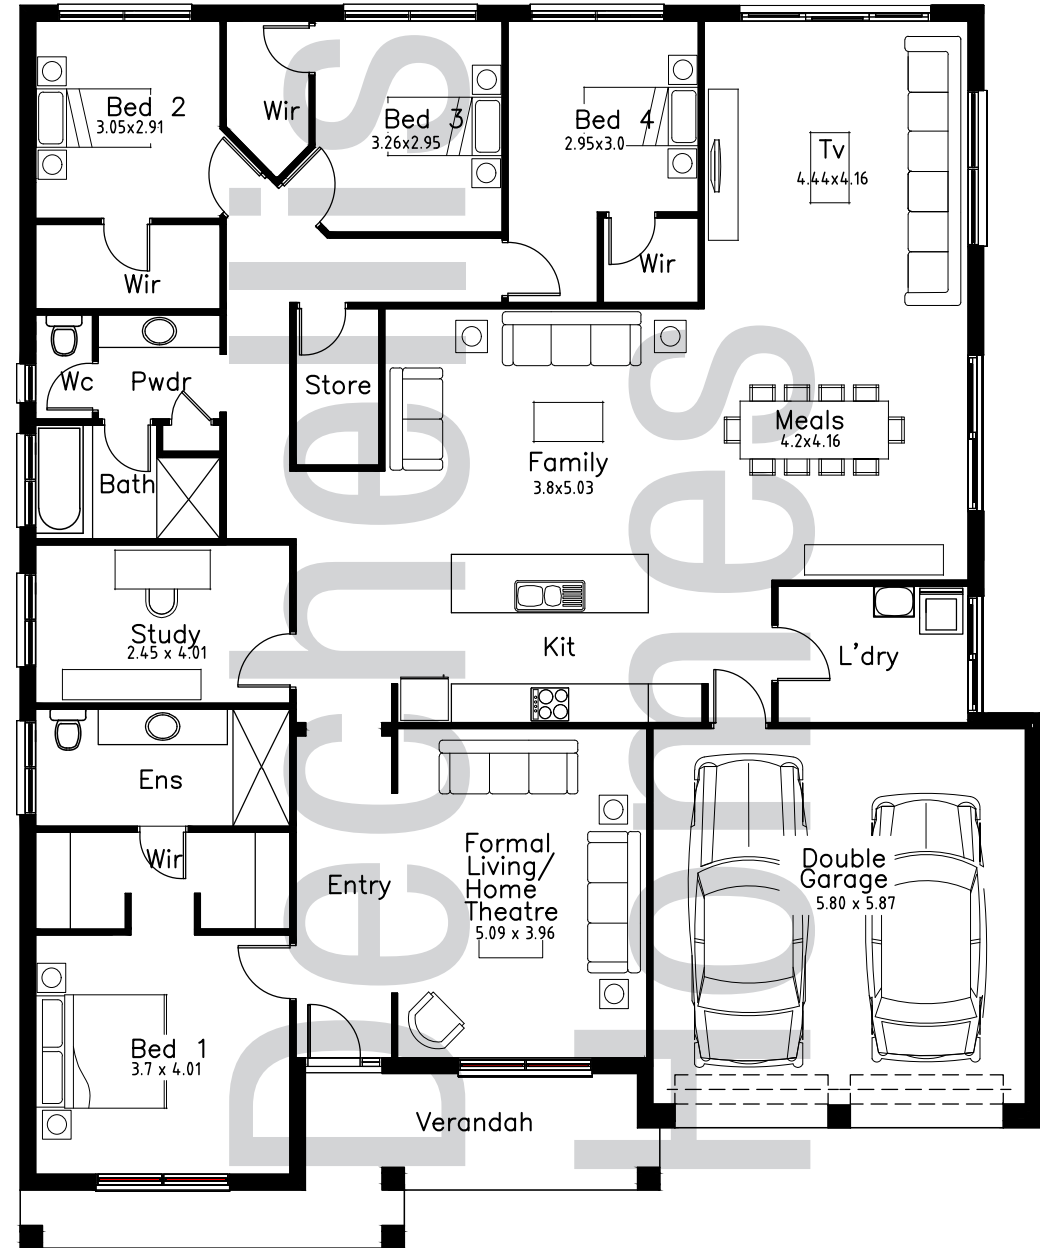 Bed 2
3.05x2.91
Wir
Bed 3
3.26x2.95
Bed 4
2.95x3.0
Tv
4.44x4.16
Wir
Wir
Wc
Pwdr
Store
Meals
4.2x4.16
Family
3.8x5.03
Bath
Study
2.45 x 4.01
Kit
L'dry
Ens
Wir
Entry
Formal
Living/
Home
Theatre
5.09 x 3.96
Double
Garage
5.80 x 5.87
Bed 1
3.7 x 4.01
Verandah
Dechellis
Homes